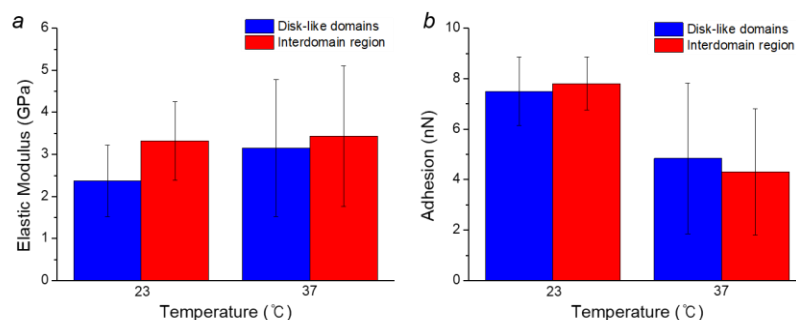 a
Disk-like domains
Interdomain region
Elastic Modulus (GPa)
6
5
4
3
2
1
0
23
37
Temperature (℃)
b
Disk-like domains
Interdomain region
Adhesion (nN)
10
8
6
4
2
0
23
37
Temperature (℃)